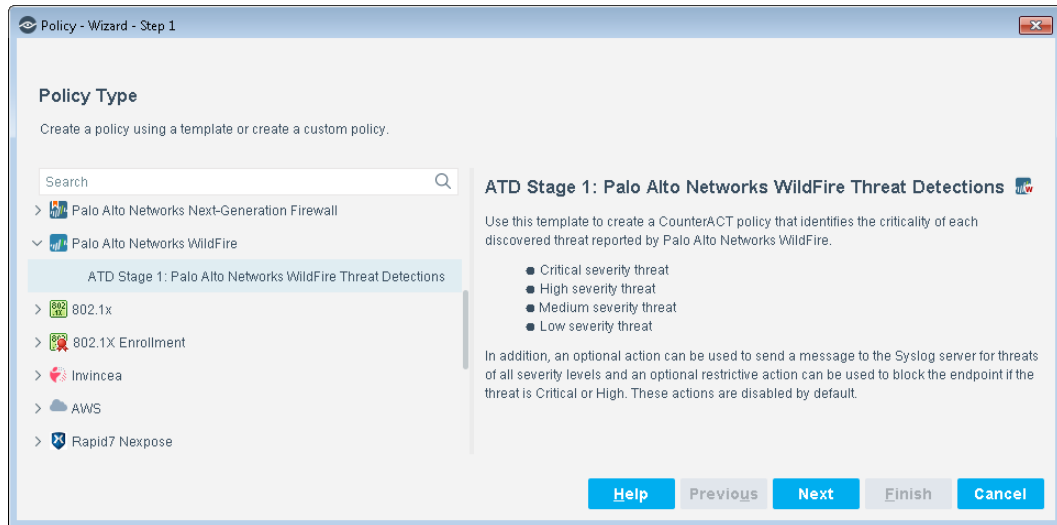 Policy - Wizard - Step 1
Policy Type
Create a policy using a template or create a custom policy.
Search
Palo Alto Networks Next-Generation Firewall
Palo Alto Networks WildFire
ATD Stage 1: Palo Alto Networks WildFire Threat Detections
802.1x
802.1X Enrollment
Invincea
AWS
Rapid7 Nexpose
ATD Stage 1: Palo Alto Networks WildFire Threat Detections
Use this template to create a CounterACT policy that identifies the criticality of each
discovered threat reported by Palo Alto Networks WildFire.
Critical severity threat
High severity threat
Medium severity threat
Low severity threat
In addition, an optional action can be used to send a message to the Syslog server for threats
of all severity levels and an optional restrictive action can be used to block the endpoint if the
threat is Critical or High. These actions are disabled by default.
Help Previous Next Finish Cancel